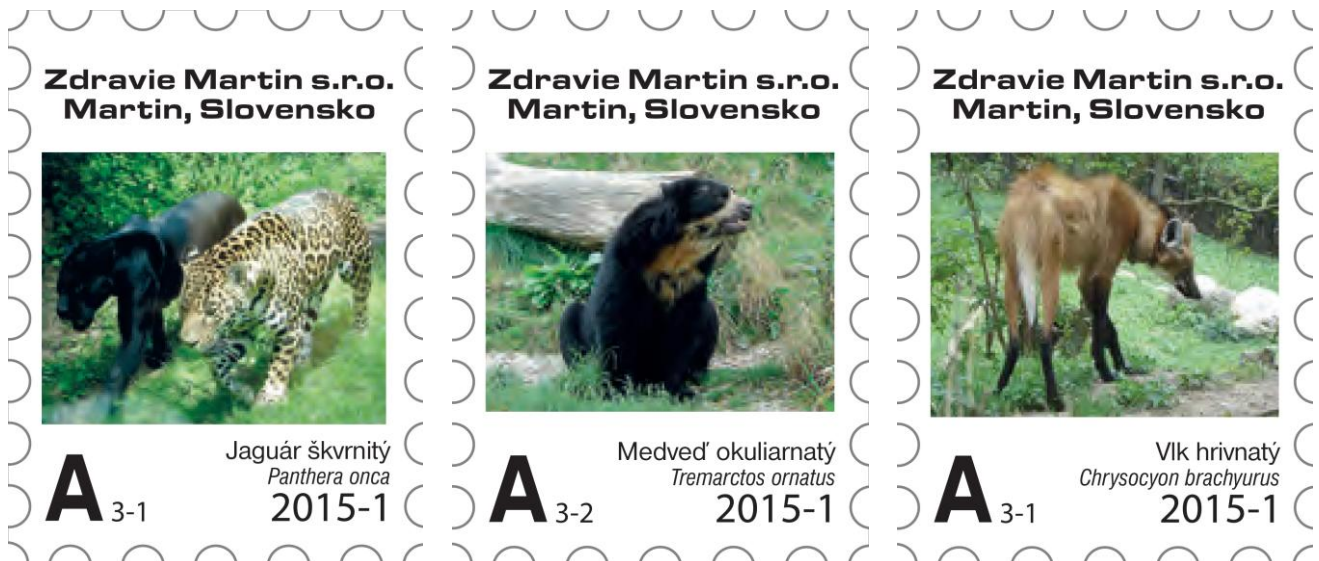 Zdravie Martin s.r.o.
Martin, Slovensko
Jaguár škvrnitý
Panthera onca
A 3-1
2015-1
Zdravie Martin s.r.o.
Martin, Slovensko
Medveď okuliarnatý
Tremarctos ornatus
A 3-2
2015-1
Zdravie Martin s.r.o.
Martin, Slovensko
Vlk hrivnatý
Chrysocyon brachyurus
A 3-1
2015-1